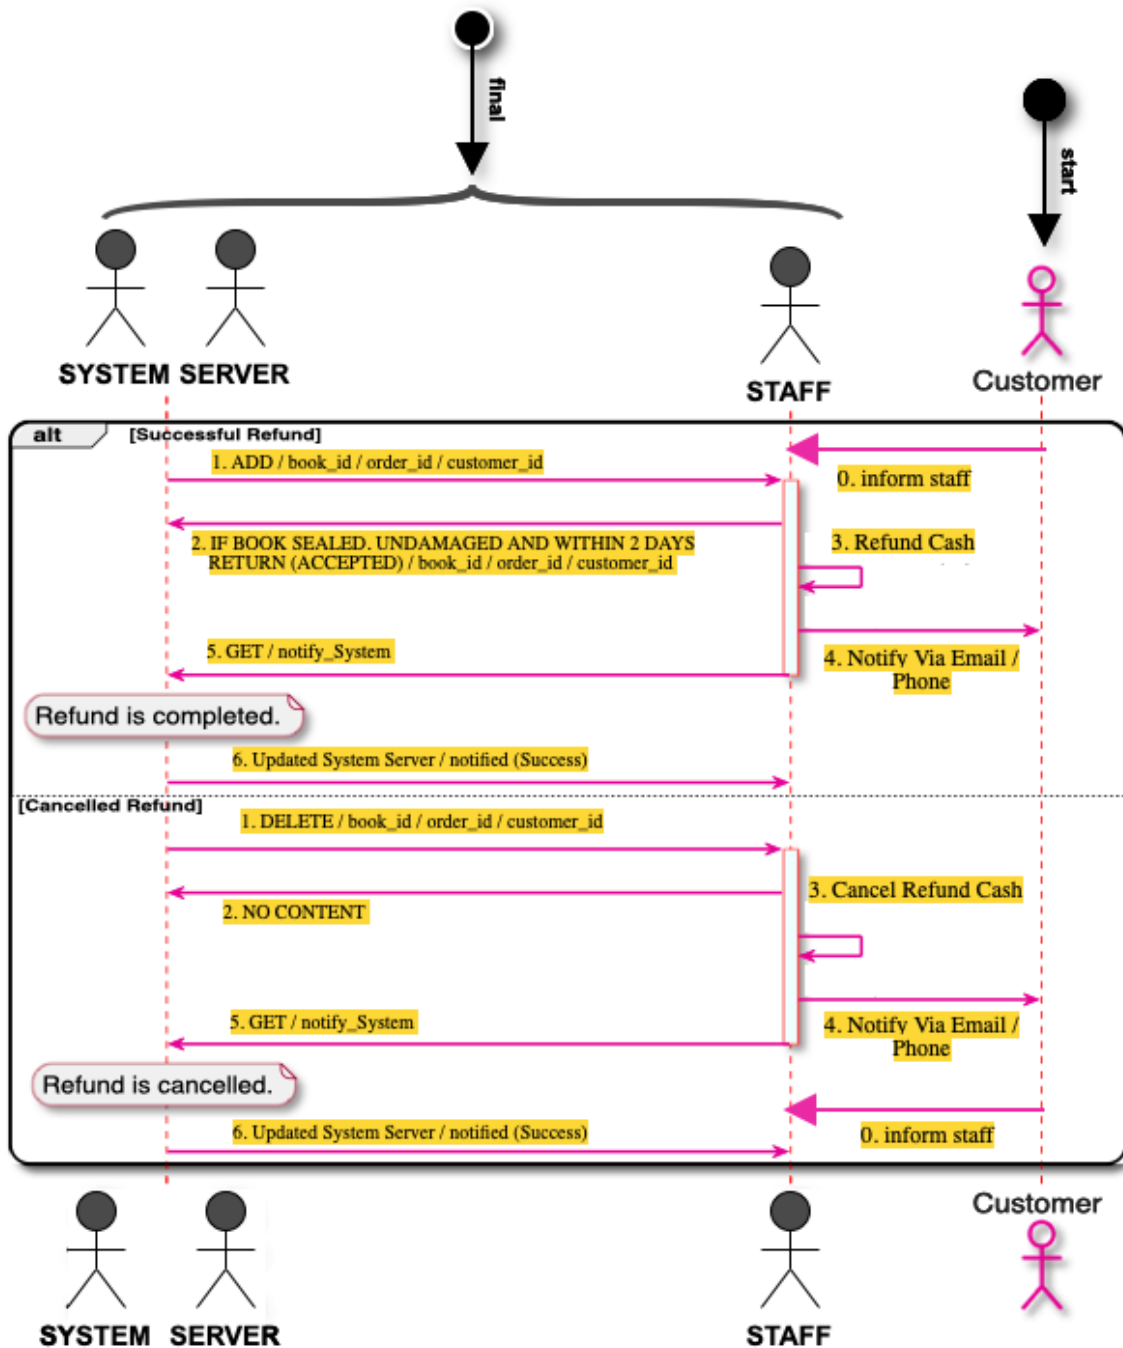 final
start
SYSTEM SERVER
STAFF
Customer
alt
[Successful Refund]
1. ADD / book_id / order_id / customer_id
0. inform staff
2. IF BOOK SEALED. UNDAMAGED AND WITHIN 2 DAYS
RETURN (ACCEPTED) / book_id / order_id / customer_id
3. Refund Cash
5. GET / notify_System
4. Notify Via Email /
Phone
Refund is completed.
6. Updated System Server / notified (Success)
[Cancelled Refund]
1. DELETE / book_id / order_id / customer_id
3. Cancel Refund Cash
2. NO CONTENT
5. GET / notify_System
4. Notify Via Email /
Phone
Refund is cancelled.
6. Updated System Server / notified (Success)
0. inform staff
Customer
SYSTEM SERVER
STAFF